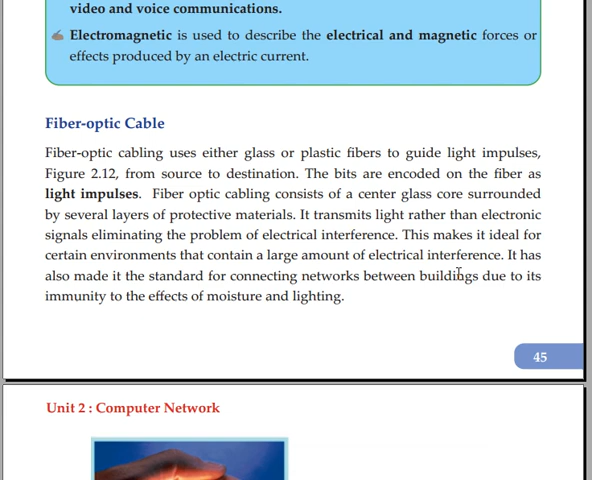 video and voice communications.
Electromagnetic is used to describe the electrical and magnetic forces or
effects produced by an electric current.
Fiber-optic Cable
Fiber-optic cabling uses either glass or plastic fibers to guide light impulses,
Figure 2.12, from source to destination. The bits are encoded on the fiber as
light impulses. Fiber optic cabling consists of a center glass core surrounded
by several layers of protective materials. It transmits light rather than electronic
signals eliminating the problem of electrical interference. This makes it ideal for
certain environments that contain a large amount of electrical interference. It has
also made it the standard for connecting networks between buildings due to its
immunity to the effects of moisture and lighting.
45
Unit 2 : Computer Network